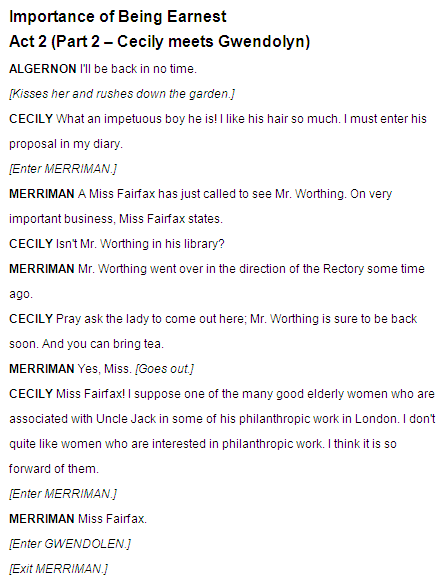 Importance of Being Earnest
Act 2 (Part 2 – Cecily meets Gwendolyn)
ALGERNON I'll be back in no time.
[Kisses her and rushes down the garden.]
CECILY What an impetuous boy he is! I like his hair so much. I must enter his
proposal in my diary.
[Enter MERRIMAN.]
MERRIMAN A Miss Fairfax has just called to see Mr. Worthing. On very
important business, Miss Fairfax states.
CECILY Isn't Mr. Worthing in his library?
MERRIMAN Mr. Worthing went over in the direction of the Rectory some time
ago.
CECILY Pray ask the lady to come out here; Mr. Worthing is sure to be back
soon. And you can bring tea.
MERRIMAN Yes, Miss. [Goes out.]
CECILY Miss Fairfax! I suppose one of the many good elderly women who are
associated with Uncle Jack in some of his philanthropic work in London. I don't
quite like women who are interested in philanthropic work. I think it is so
forward of them.
[Enter MERRIMAN.]
MERRIMAN Miss Fairfax.
[Enter GWENDOLEN.]
[Exit MERRIMAN.]